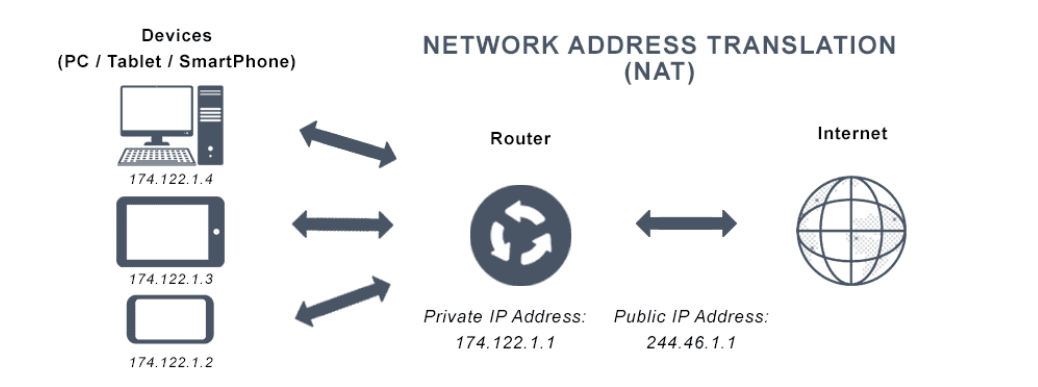 Devices
(PC / Tablet / SmartPhone)
174.122.1.4
174.122.1.3
174.122.1.2
NETWORK ADDRESS TRANSLATION
(NAT)
Router
Private IP Address:
174.122.1.1
Public IP Address:
244.46.1.1
Internet